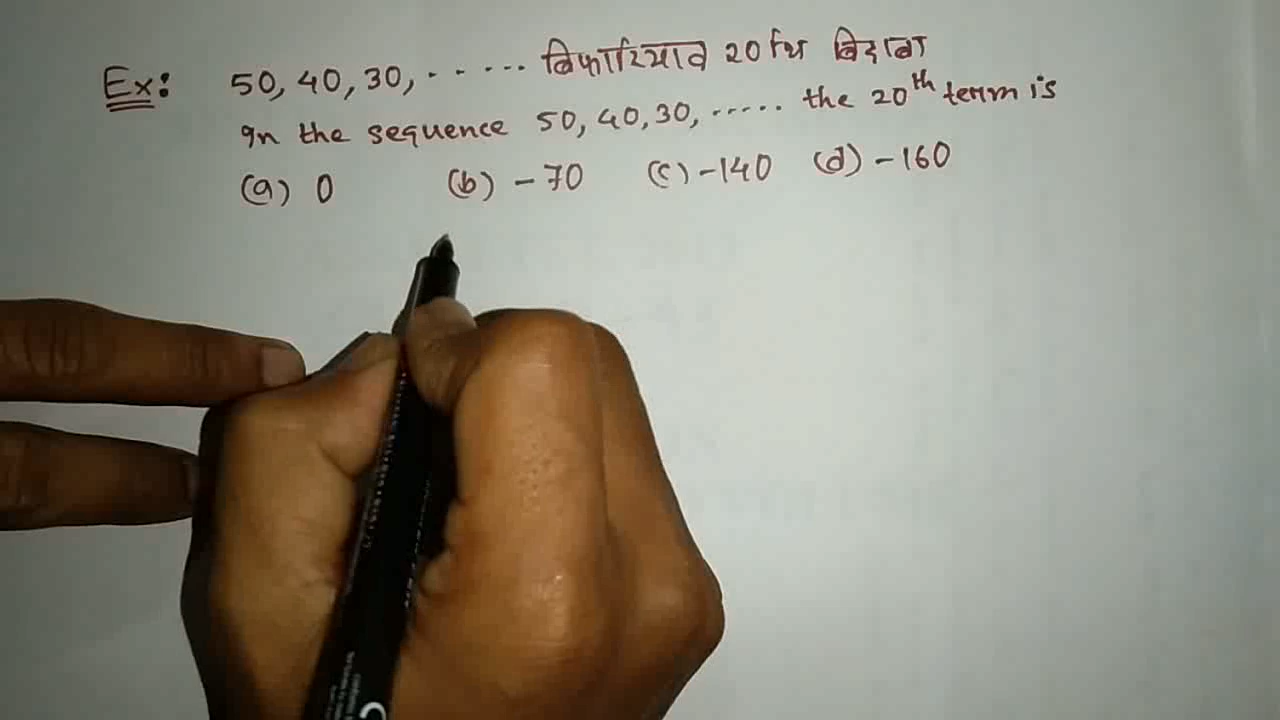 Ex: 50, 40, 30, ...... 20
In the sequence 50, 40, 30, ...... the 20th term is
(a) 0 (b) -70 (c) -140 (d) -160